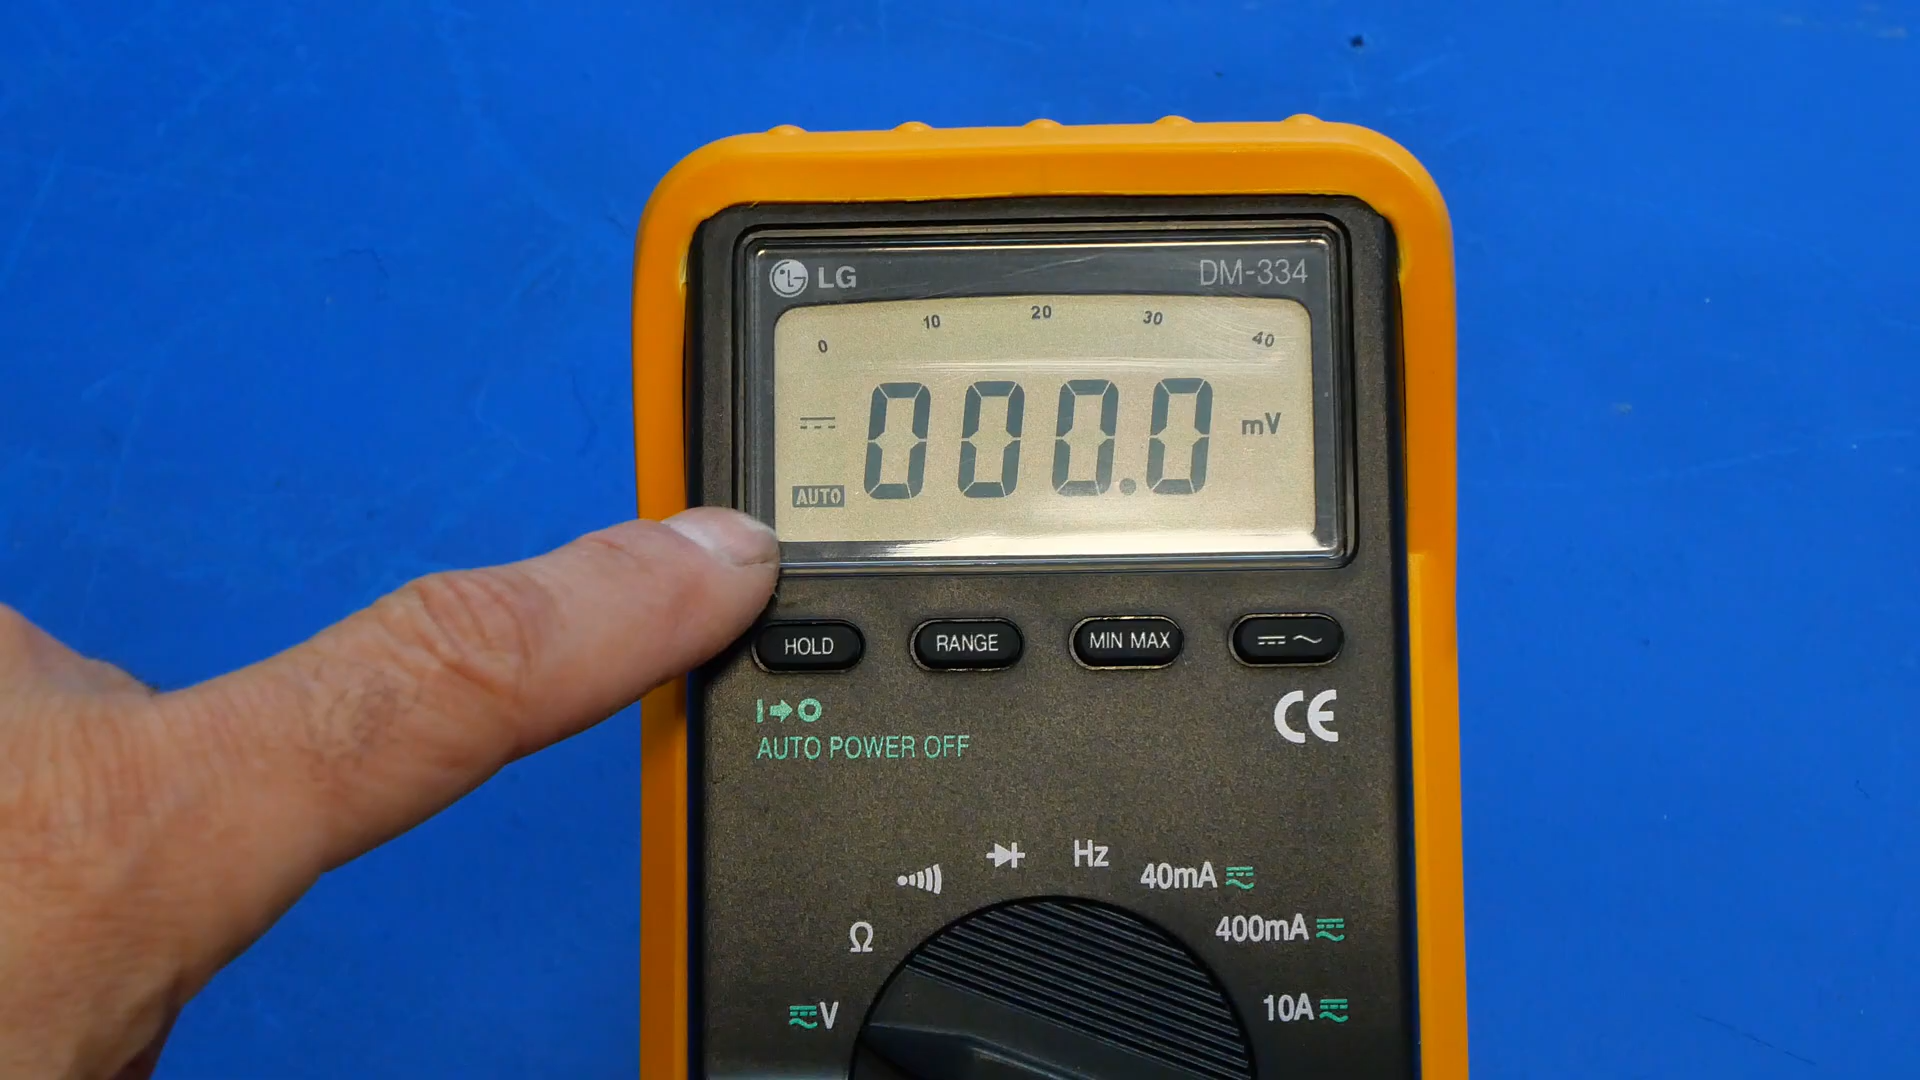 LG DM-334
0 10 20 30 40
000.0 mV
AUTO
HOLD RANGE MIN MAX
AUTO POWER OFF
CE
Hz
40mA
400mA
Ω
10A
V